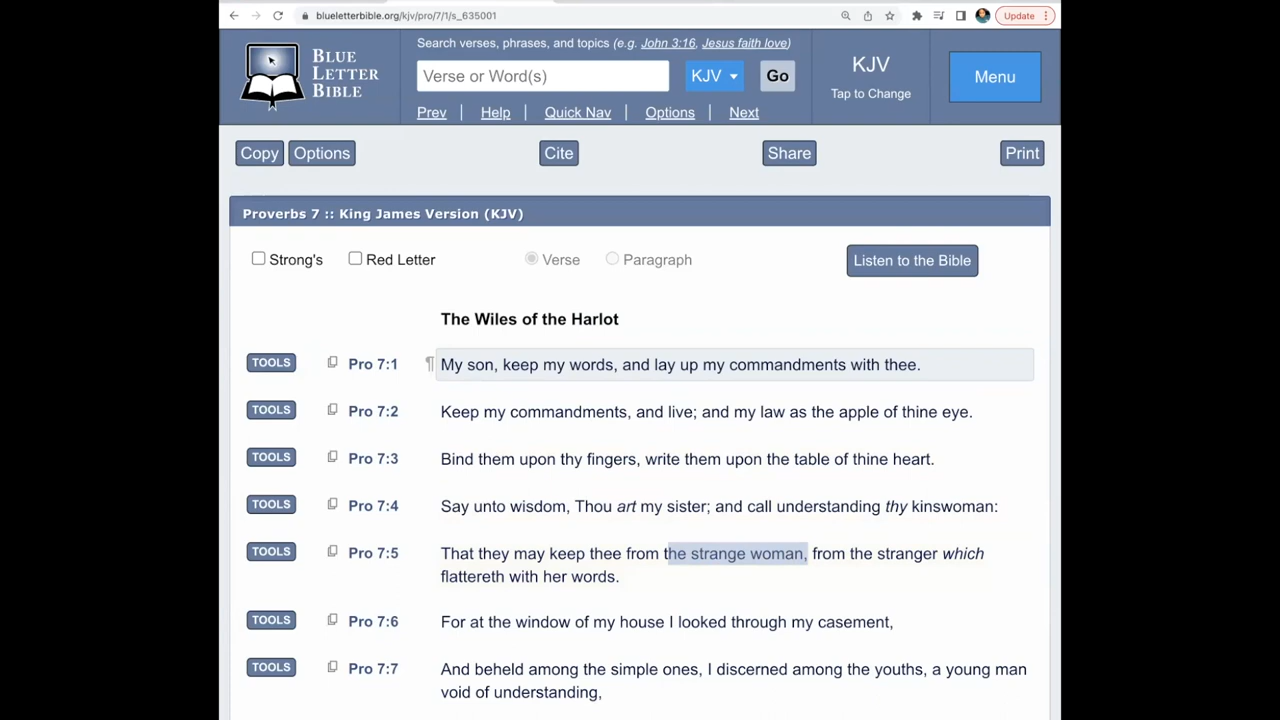 blueletterbible.org/kjv/pro/7/1/s_635001
Update
BLUE
LETTER
BIBLE
Search verses, phrases, and topics (e.g. John 3:16, Jesus faith love)
Verse or Word(s)
KJV
Go
Prev | Help | Quick Nav | Options | Next
KJV
Tap to Change
Menu
Copy
Options
Cite
Share
Print
Proverbs 7 :: King James Version (KJV)
Strong's
Red Letter
Verse
Paragraph
Listen to the Bible
The Wiles of the Harlot
TOOLS Pro 7:1 ¶ My son, keep my words, and lay up my commandments with thee.
TOOLS Pro 7:2 Keep my commandments, and live; and my law as the apple of thine eye.
TOOLS Pro 7:3 Bind them upon thy fingers, write them upon the table of thine heart.
TOOLS Pro 7:4 Say unto wisdom, Thou art my sister; and call understanding thy kinswoman:
TOOLS Pro 7:5 That they may keep thee from the strange woman, from the stranger which
flattereth with her words.
TOOLS Pro 7:6 For at the window of my house I looked through my casement,
TOOLS Pro 7:7 And beheld among the simple ones, I discerned among the youths, a young man
void of understanding,